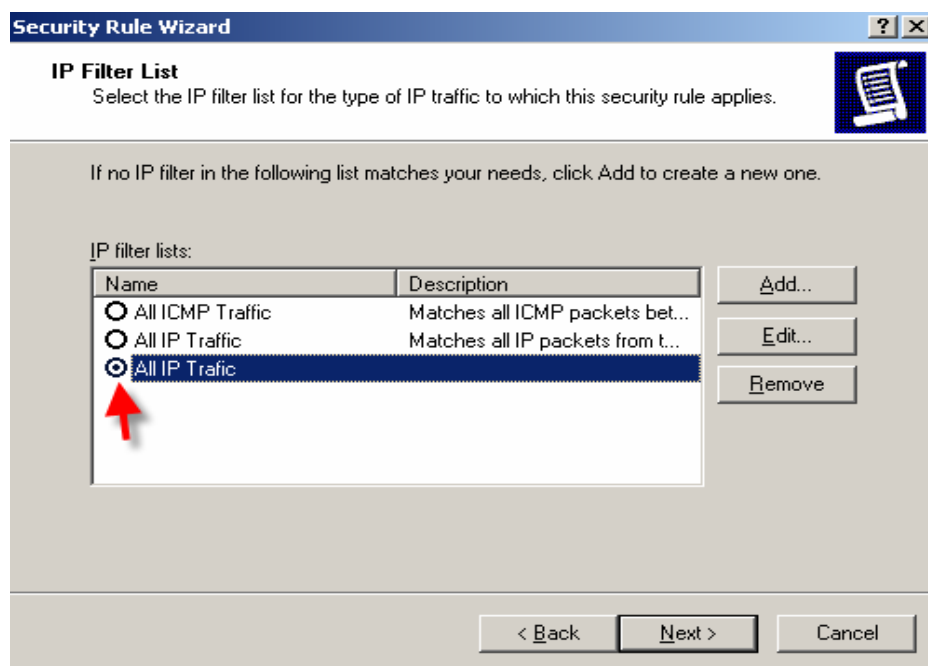 Security Rule Wizard
IP Filter List
Select the IP filter list for the type of IP traffic to which this security rule applies.
If no IP filter in the following list matches your needs, click Add to create a new one.
IP filter lists:
Name Description
All ICMP Traffic Matches all ICMP packets bet...
All IP Traffic Matches all IP packets from t...
All IP Trafic
Add...
Edit...
Remove
< Back Next > Cancel